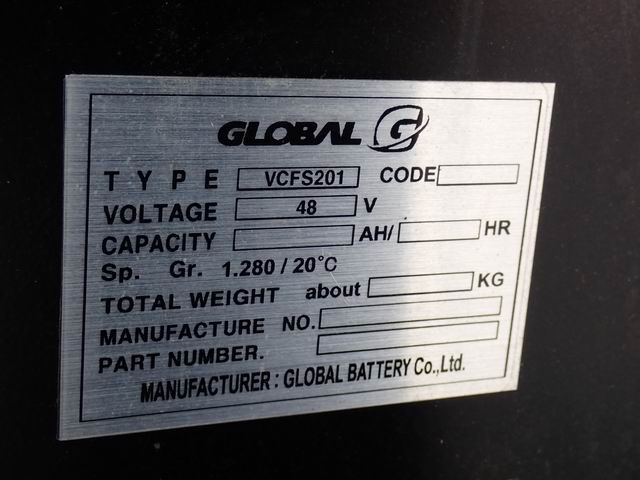 GLOBAL G
TYPE VCFS201 CODE
VOLTAGE 48 V
CAPACITY AH/ HR
Sp. Gr. 1.280 / 20°C
TOTAL WEIGHT about KG
MANUFACTURE NO.
PART NUMBER.
MANUFACTURER : GLOBAL BATTERY Co.,Ltd.